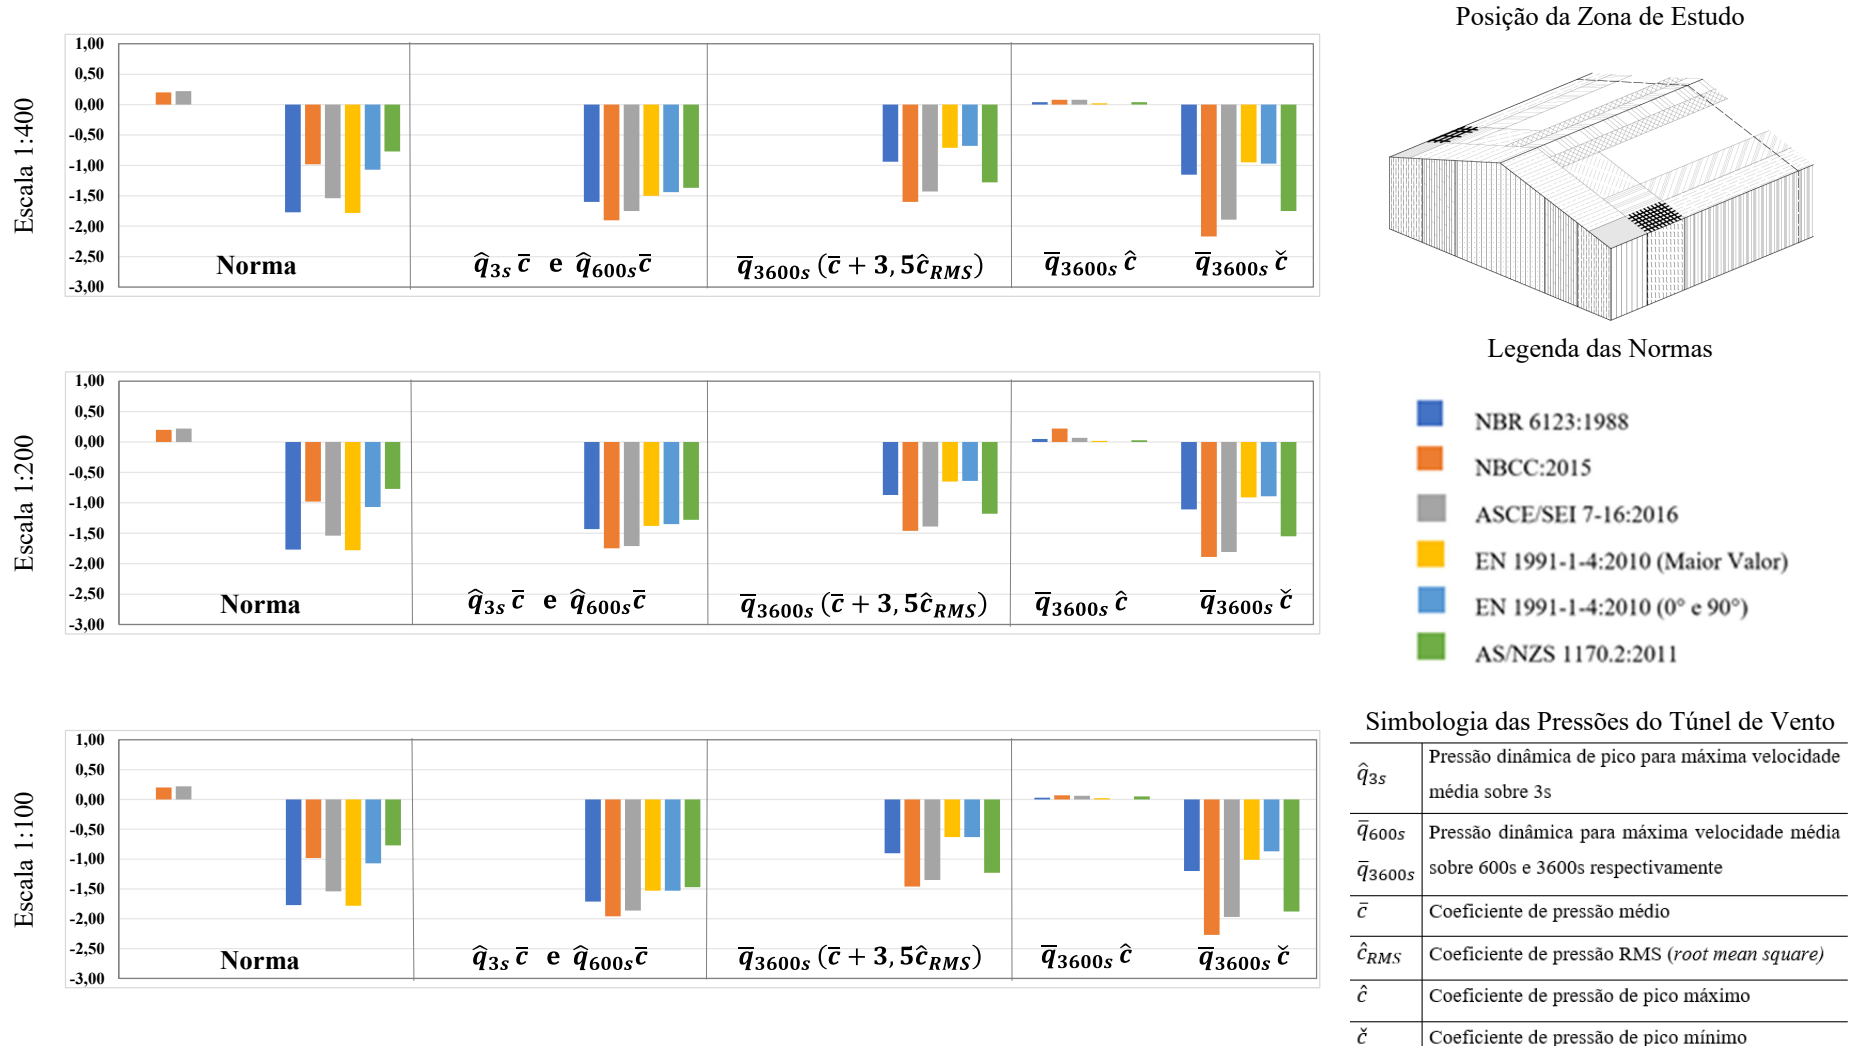 Posição da Zona de Estudo
Escala 1:400
1,00
0,50
0,00
-0,50
-1,00
-1,50
-2,00
-2,50
-3,00
Norma
q̂3s c̄ e q̂600s c̄
q̄3600s (c̄ + 3,5ĉRMS)
q̄3600s ĉ
q̄3600s č
Legenda das Normas
NBR 6123:1988
NBCC:2015
ASCE/SEI 7-16:2016
EN 1991-1-4:2010 (Maior Valor)
EN 1991-1-4:2010 (0° e 90°)
AS/NZS 1170.2:2011
Escala 1:200
1,00
0,50
0,00
-0,50
-1,00
-1,50
-2,00
-2,50
-3,00
Norma
q̂3s c̄ e q̂600s c̄
q̄3600s (c̄ + 3,5ĉRMS)
q̄3600s ĉ
q̄3600s č
Escala 1:100
1,00
0,50
0,00
-0,50
-1,00
-1,50
-2,00
-2,50
-3,00
Norma
q̂3s c̄ e q̂600s c̄
q̄3600s (c̄ + 3,5ĉRMS)
q̄3600s ĉ
q̄3600s č
Simbologia das Pressões do Túnel de Vento
q̂3s
Pressão dinâmica de pico para máxima velocidade
média sobre 3s
q̄600s
q̄3600s
Pressão dinâmica para máxima velocidade média
sobre 600s e 3600s respectivamente
c̄
Coeficiente de pressão médio
ĉRMS
Coeficiente de pressão RMS (root mean square)
ĉ
Coeficiente de pressão de pico máximo
č
Coeficiente de pressão de pico mínimo